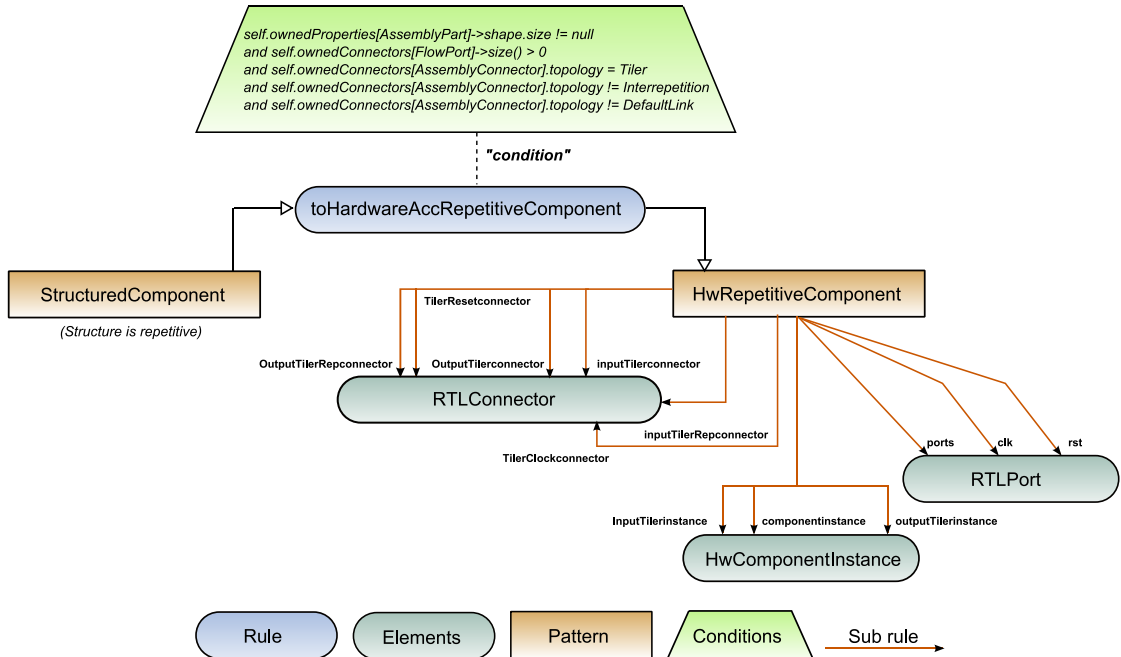 self.ownedProperties[AssemblyPart]->shape.size != null
and self.ownedConnectors[FlowPort]->size() > 0
and self.ownedConnectors[AssemblyConnector].topology = Tiler
and self.ownedConnectors[AssemblyConnector].topology != Interrepetition
and self.ownedConnectors[AssemblyConnector].topology != DefaultLink
"condition"
toHardwareAccRepetitiveComponent
StructuredComponent
(Structure is repetitive)
HwRepetitiveComponent
TilerResetconnector
OutputTilerRepconnector
OutputTilerconnector
inputTilerconnector
RTLConnector
inputTilerRepconnector
TilerClockconnector
ports
clk
rst
RTLPort
InputTilerinstance
componentinstance
outputTilerinstance
HwComponentInstance
Rule
Elements
Pattern
Conditions
Sub rule